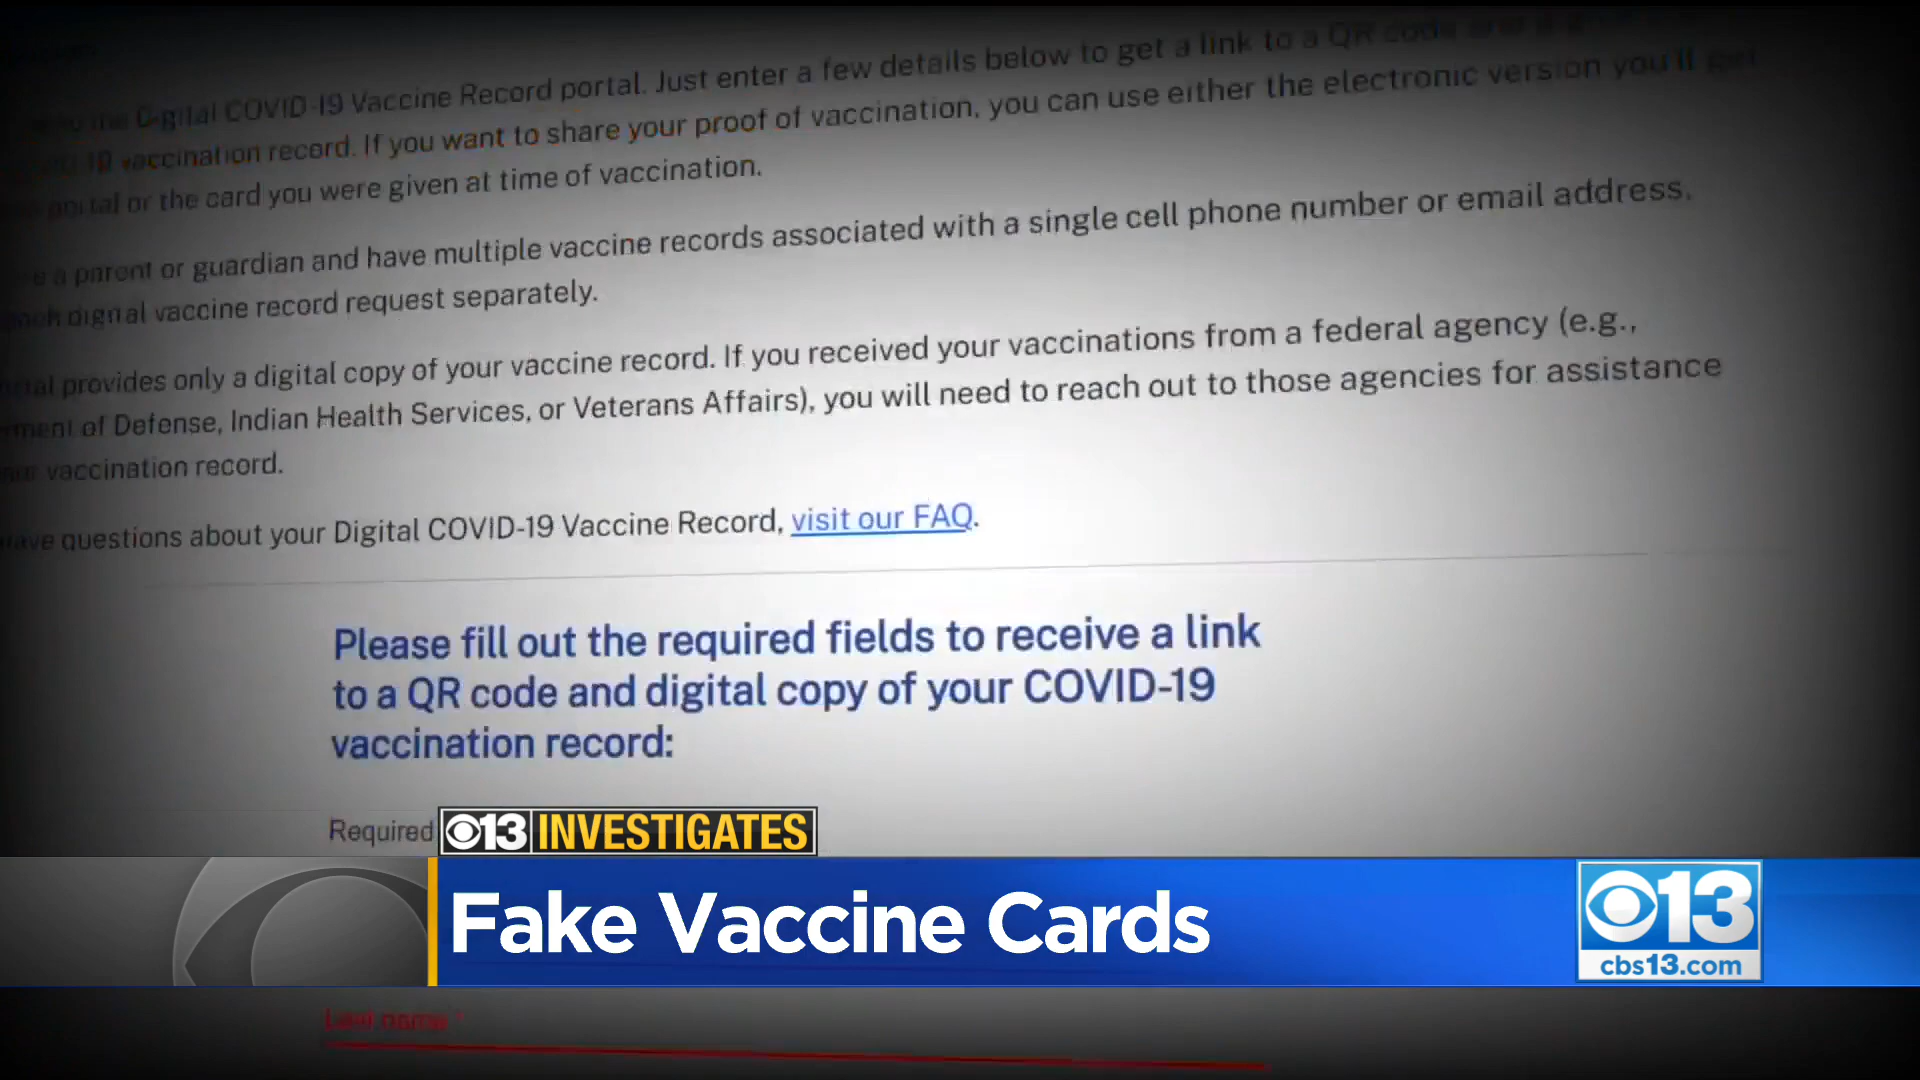 the Digital COVID-19 Vaccine Record portal. Just enter a few details below to get a link to a QR code and a
19 vaccination record. If you want to share your proof of vaccination, you can use either the electronic version you'll get
portal or the card you were given at time of vaccination.
a parent or guardian and have multiple vaccine records associated with a single cell phone number or email address,
digital vaccine record request separately.
provides only a digital copy of your vaccine record. If you received your vaccinations from a federal agency (e.g.,
of Defense, Indian Health Services, or Veterans Affairs), you will need to reach out to those agencies for assistance
vaccination record.
have questions about your Digital COVID-19 Vaccine Record, visit our FAQ.
Please fill out the required fields to receive a link
to a QR code and digital copy of your COVID-19
vaccination record:
Required
13 INVESTIGATES
Fake Vaccine Cards
13
cbs13.com
Last name *